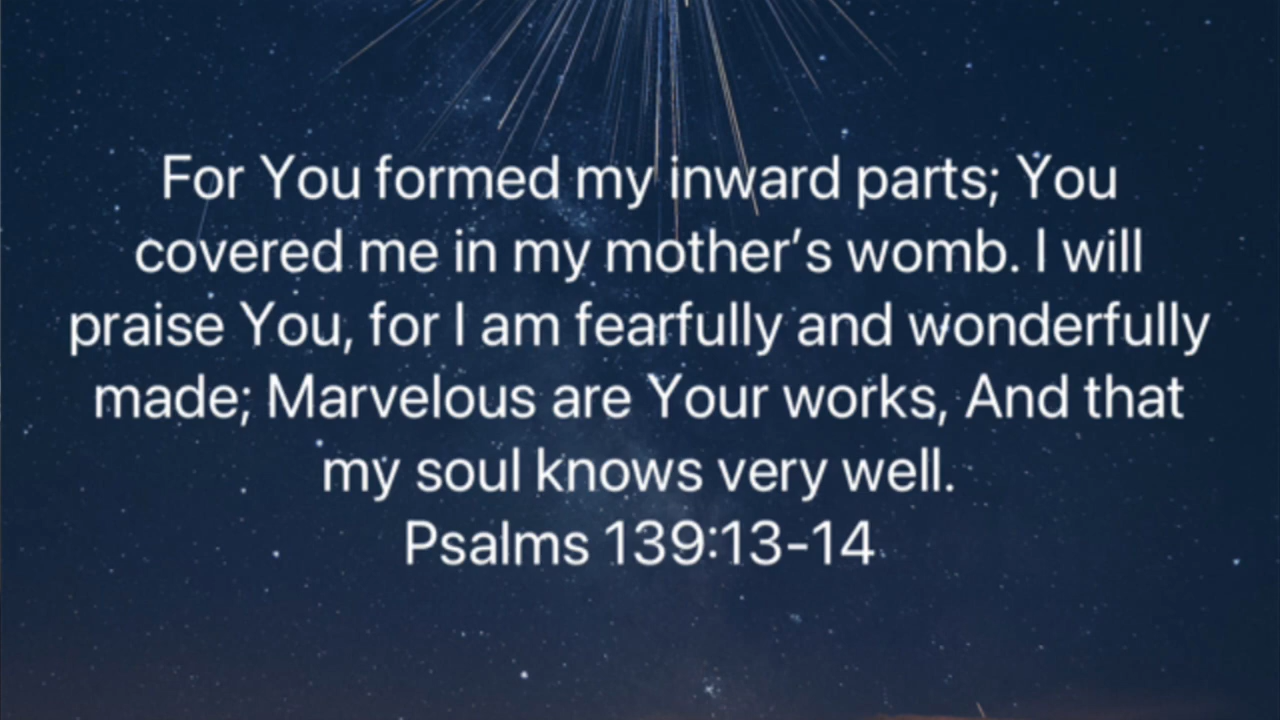 For You formed my inward parts; You
covered me in my mother’s womb. I will
praise You, for I am fearfully and wonderfully
made; Marvelous are Your works, And that
my soul knows very well.
Psalms 139:13-14